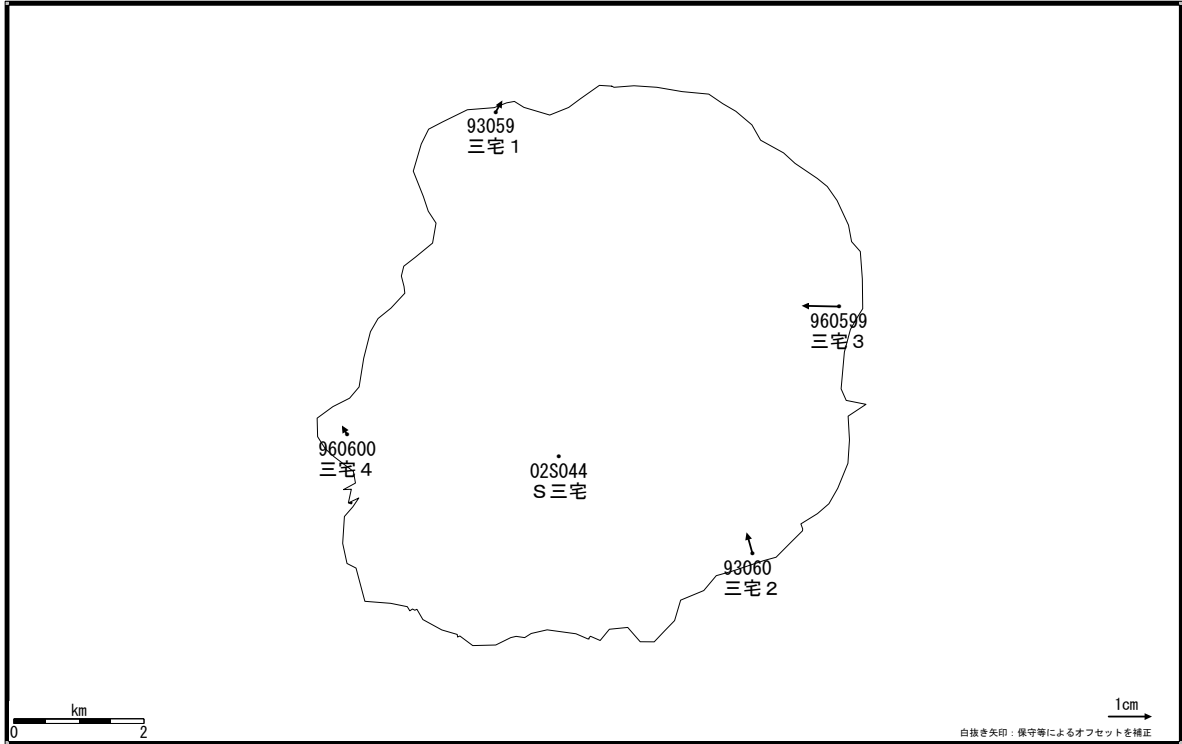 93059
三宅１
960599
三宅３
960600
三宅４
02S044
Ｓ三宅
93060
三宅２
km
0 2
1cm
白抜き矢印：保守等によるオフセットを補正